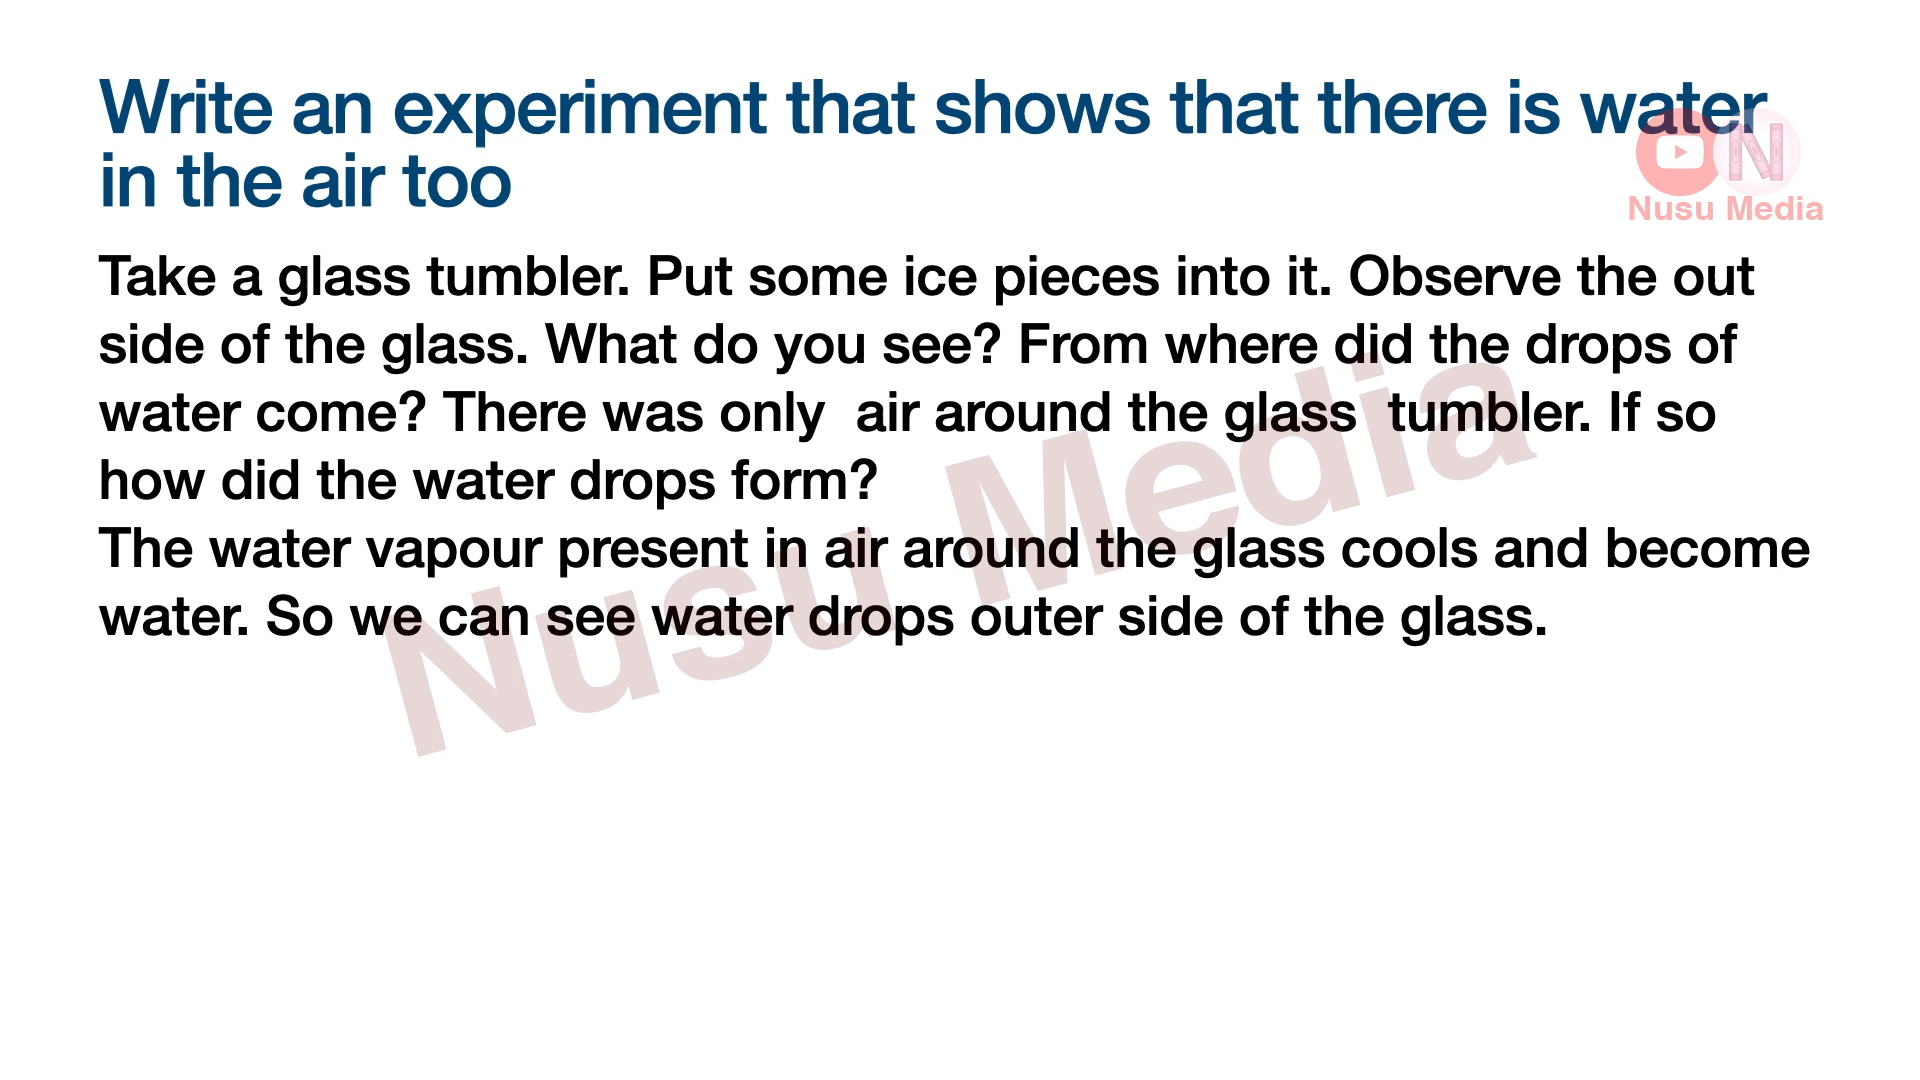 Write an experiment that shows that there is water
in the air too
Nusu Media
Take a glass tumbler. Put some ice pieces into it. Observe the out
side of the glass. What do you see? From where did the drops of
water come? There was only  air around the glass  tumbler. If so
how did the water drops form?
The water vapour present in air around the glass cools and become
water. So we can see water drops outer side of the glass.
Nusu Media